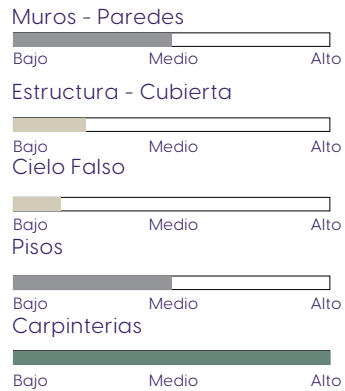 Muros - Paredes
Bajo Medio Alto
Estructura - Cubierta
Bajo Medio Alto
Cielo Falso
Bajo Medio Alto
Pisos
Bajo Medio Alto
Carpinterias
Bajo Medio Alto